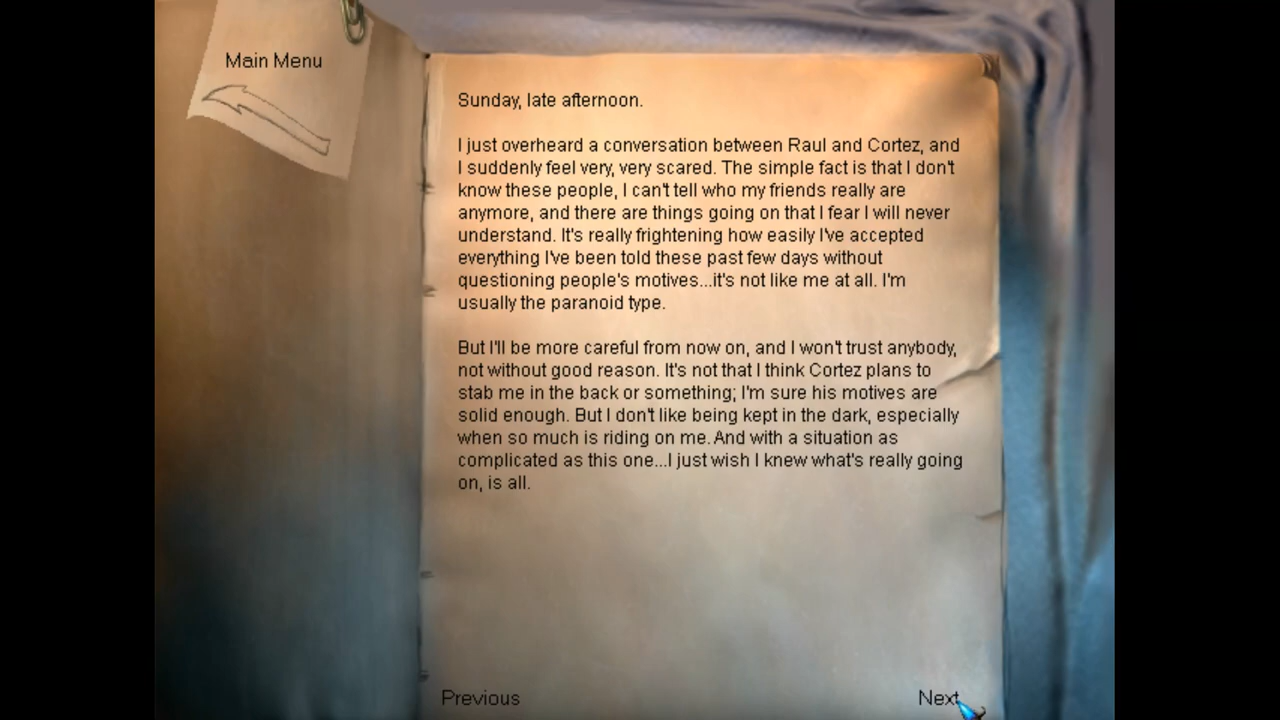 Main Menu
Sunday, late afternoon.
I just overheard a conversation between Raul and Cortez, and
I suddenly feel very, very scared. The simple fact is that I don't
know these people, I can't tell who my friends really are
anymore, and there are things going on that I fear I will never
understand. It's really frightening how easily I've accepted
everything I've been told these past few days without
questioning people's motives...it's not like me at all. I'm
usually the paranoid type.
But I'll be more careful from now on, and I won't trust anybody,
not without good reason. It's not that I think Cortez plans to
stab me in the back or something; I'm sure his motives are
solid enough. But I don't like being kept in the dark, especially
when so much is riding on me. And with a situation as
complicated as this one...I just wish I knew what's really going
on, is all.
Previous
Next